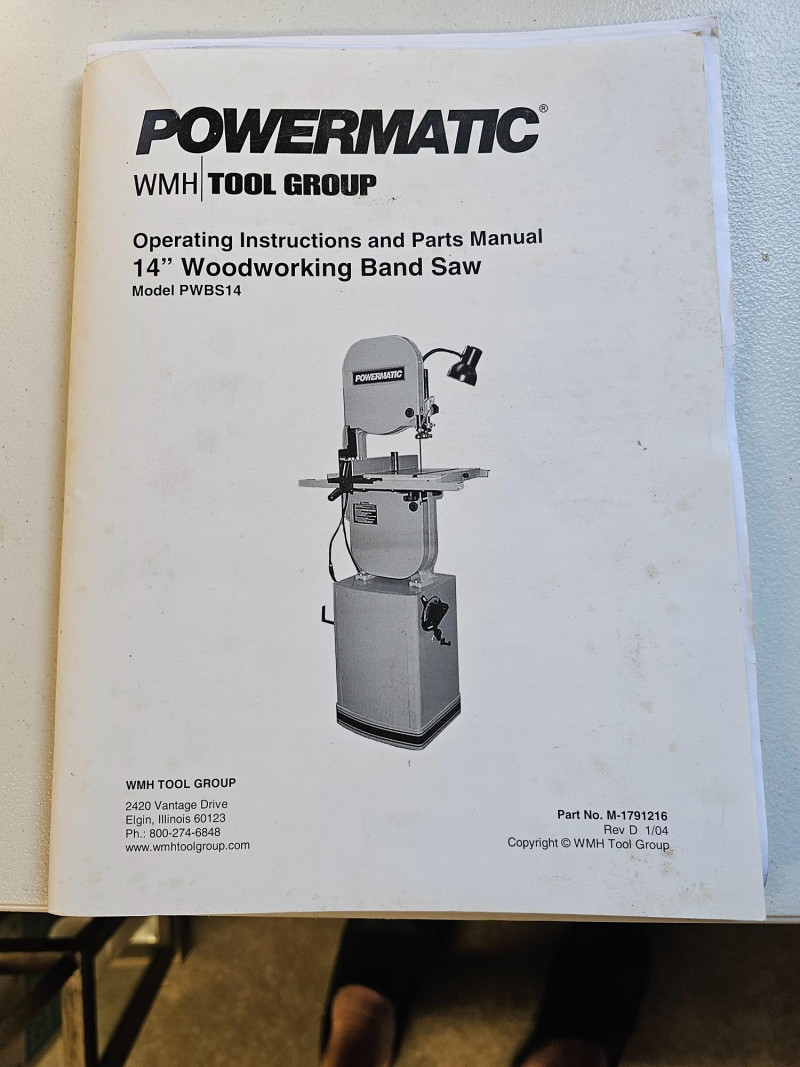 POWERMATIC®
WMH TOOL GROUP
Operating Instructions and Parts Manual
14” Woodworking Band Saw
Model PWBS14
POWERMATIC
WMH TOOL GROUP
2420 Vantage Drive
Elgin, Illinois 60123
Ph.: 800-274-6848
www.wmhtoolgroup.com
Part No. M-1791216
Rev D 1/04
Copyright © WMH Tool Group